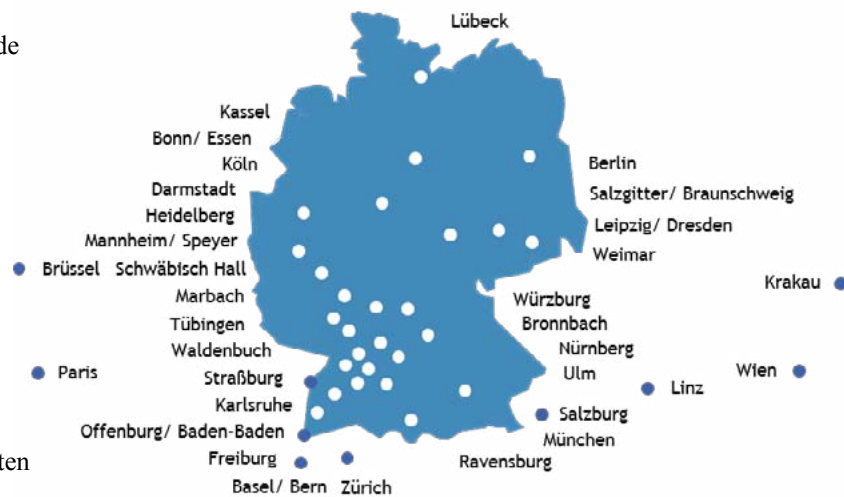 Lübeck
de
Kassel
Bonn/ Essen
Köln
Berlin
Darmstadt
Salzgitter/ Braunschweig
Heidelberg
Leipzig/ Dresden
Mannheim/ Speyer
Weimar
Brüssel
Schwäbisch Hall
Krakau
Marbach
Würzburg
Tübingen
Bronnbach
Waldenbuch
Nürnberg
Paris
Straßburg
Ulm
Wien
Linz
Karlsruhe
Salzburg
Offenburg/ Baden-Baden
München
ten
Freiburg
Ravensburg
Basel/ Bern
Zürich